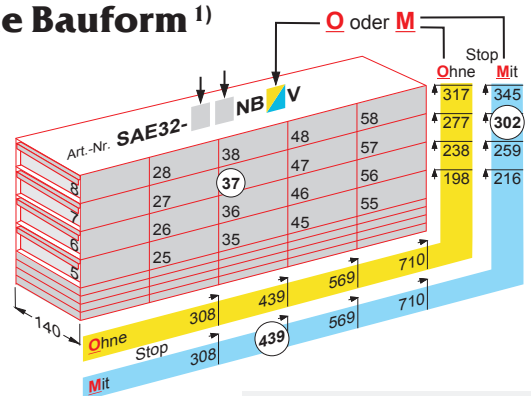 e Bauform 1)
O oder M
Stop
Ohne Mit
Art.-Nr. SAE32- NB V
317 345
277 302
238 259
198 216
28 38 48 58
27 37 47 57
26 36 46 56
25 35 45 55
8
7
6
5
140
Ohne 308 439 569 710
Stop
Mit 308 439 569 710